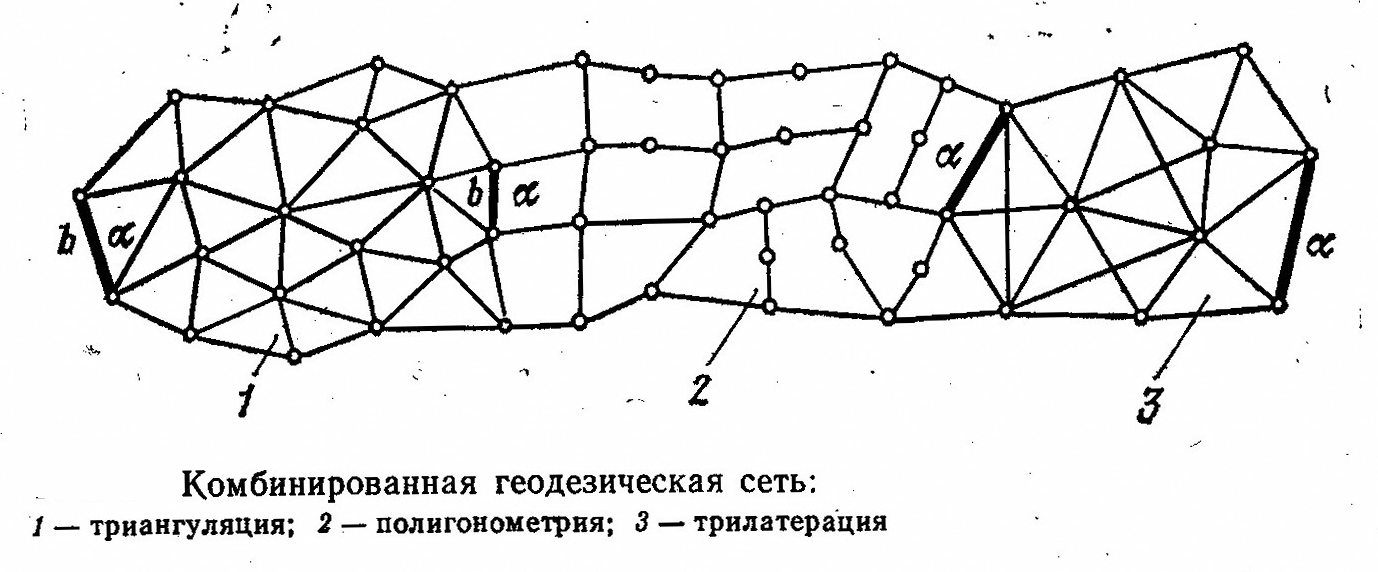 b α b α α α
1 2 3
Комбинированная геодезическая сеть:
1 — триангуляция; 2 — полигонометрия; 3 — трилатерация